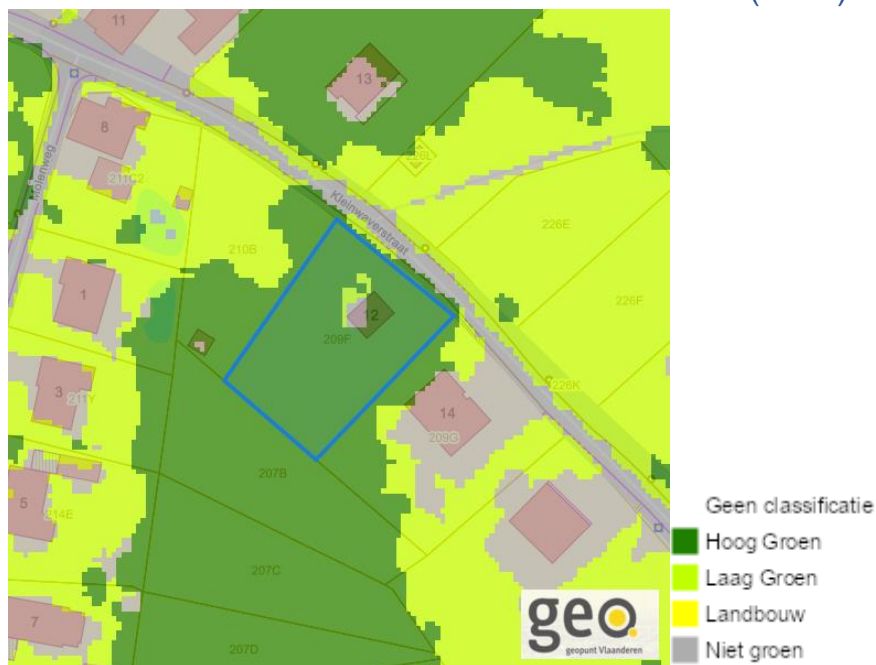 11
13
8
Molenweg
211C2
226L
Kleinwaverstraat
210B
226E
1
226F
12
209F
3
211Y
226K
14
209G
207B
5
214E
207C
7
207D
geo.
geopunt Vlaanderen
Geen classificatie
Hoog Groen
Laag Groen
Landbouw
Niet groen